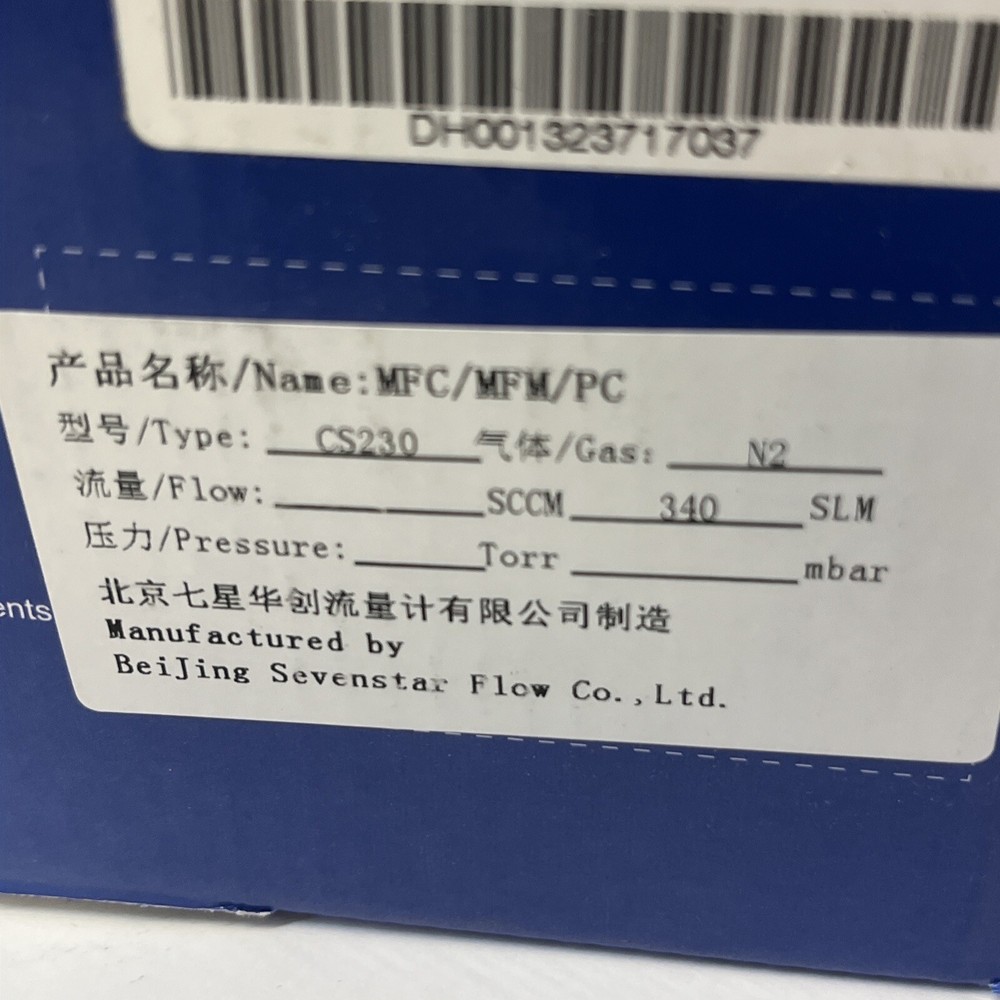 DH001323717037
产品名称/Name:MFC/MFM/PC
型号/Type: CS230 气体/Gas: N2
流量/Flow: SCCM 340 SLM
压力/Pressure: Torr mbar
ents
北京七星华创流量计有限公司制造
Manufactured by
BeiJing Sevenstar Flow Co.,Ltd.